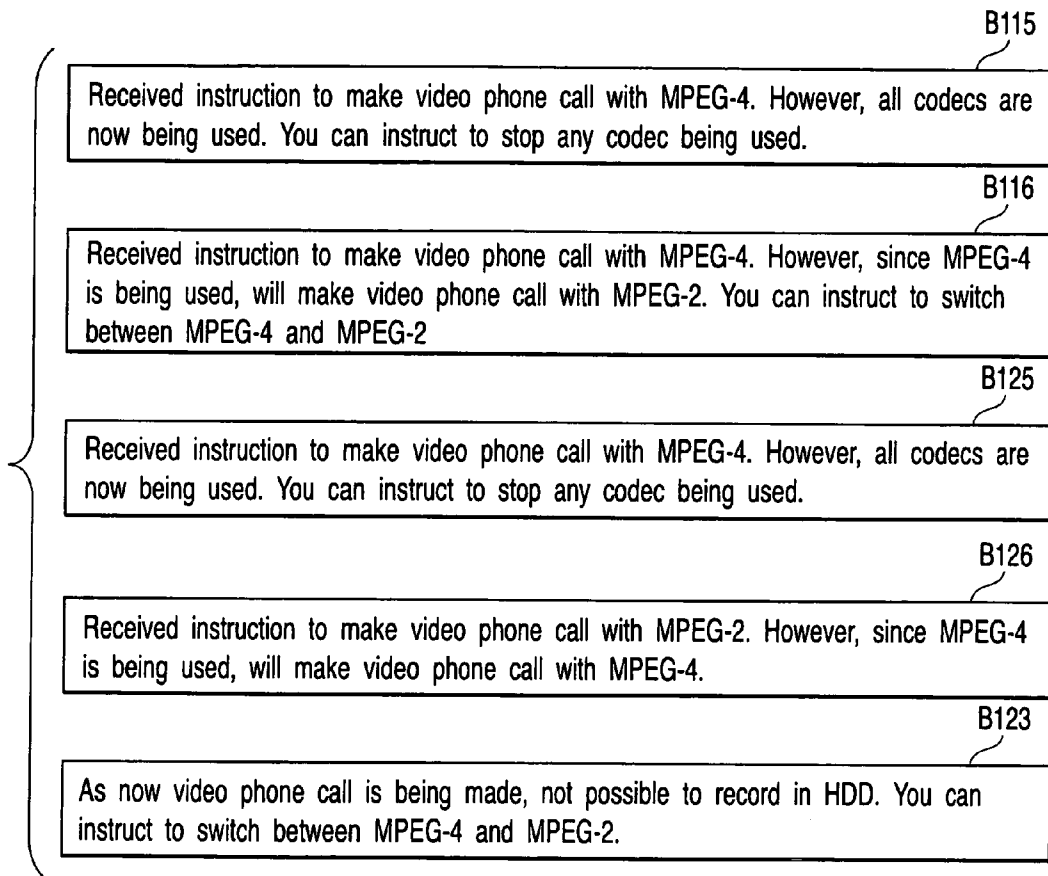 B115
Received instruction to make video phone call with MPEG-4. However, all codecs are
now being used. You can instruct to stop any codec being used.
B116
Received instruction to make video phone call with MPEG-4. However, since MPEG-4
is being used, will make video phone call with MPEG-2. You can instruct to switch
between MPEG-4 and MPEG-2
B125
Received instruction to make video phone call with MPEG-4. However, all codecs are
now being used. You can instruct to stop any codec being used.
B126
Received instruction to make video phone call with MPEG-2. However, since MPEG-4
is being used, will make video phone call with MPEG-4.
B123
As now video phone call is being made, not possible to record in HDD. You can
instruct to switch between MPEG-4 and MPEG-2.